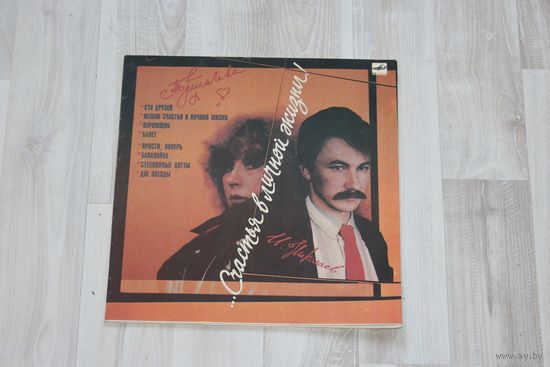 А. Пугачева
СТО ДРУЗЕЙ
ЖЕЛАЮ СЧАСТЬЯ В ЛИЧНОЙ ЖИЗНИ
ПАРОМЩИК
БАЛЕТ
ПРОСТИ, ПОВЕРЬ
БАЛАЛАЙКА
СТЕКЛЯННЫЕ ЦВЕТЫ
ДВЕ ЗВЕЗДЫ
...Счастья в личной жизни!
И. Николаев
www.ay.by